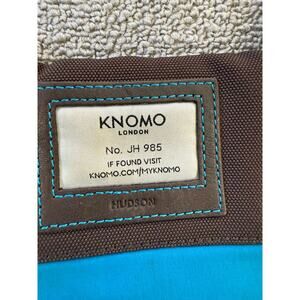 KNOMO
LONDON
No. JH 985
IF FOUND VISIT
KNOMO.COM/MYKNOMO
HUDSON